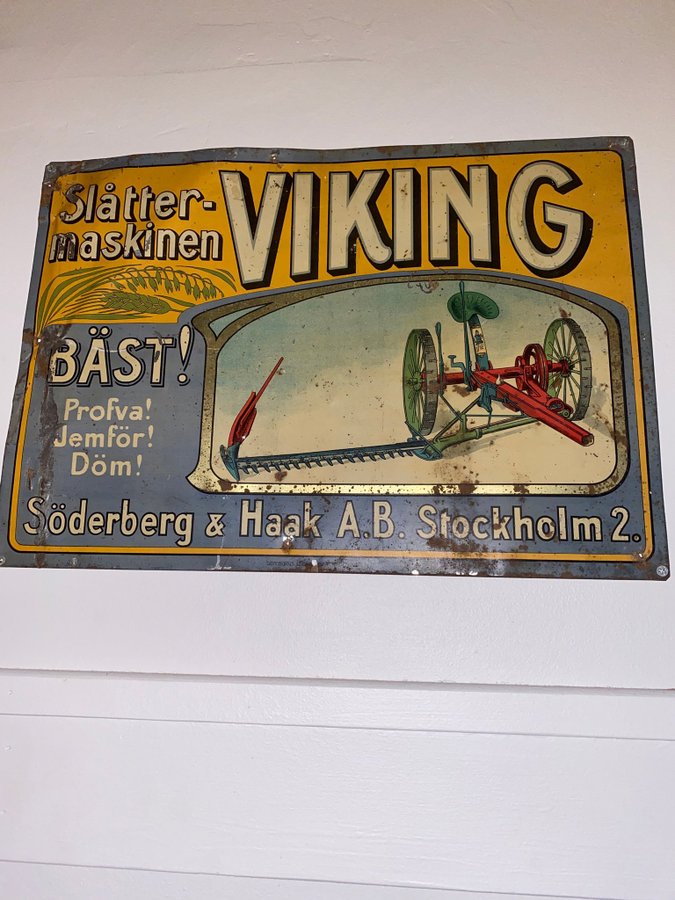 Slåtter-
maskinen
VIKING
BÄST!
Profva!
Jemför!
Döm!
Söderberg & Haak A.B. Stockholm 2.